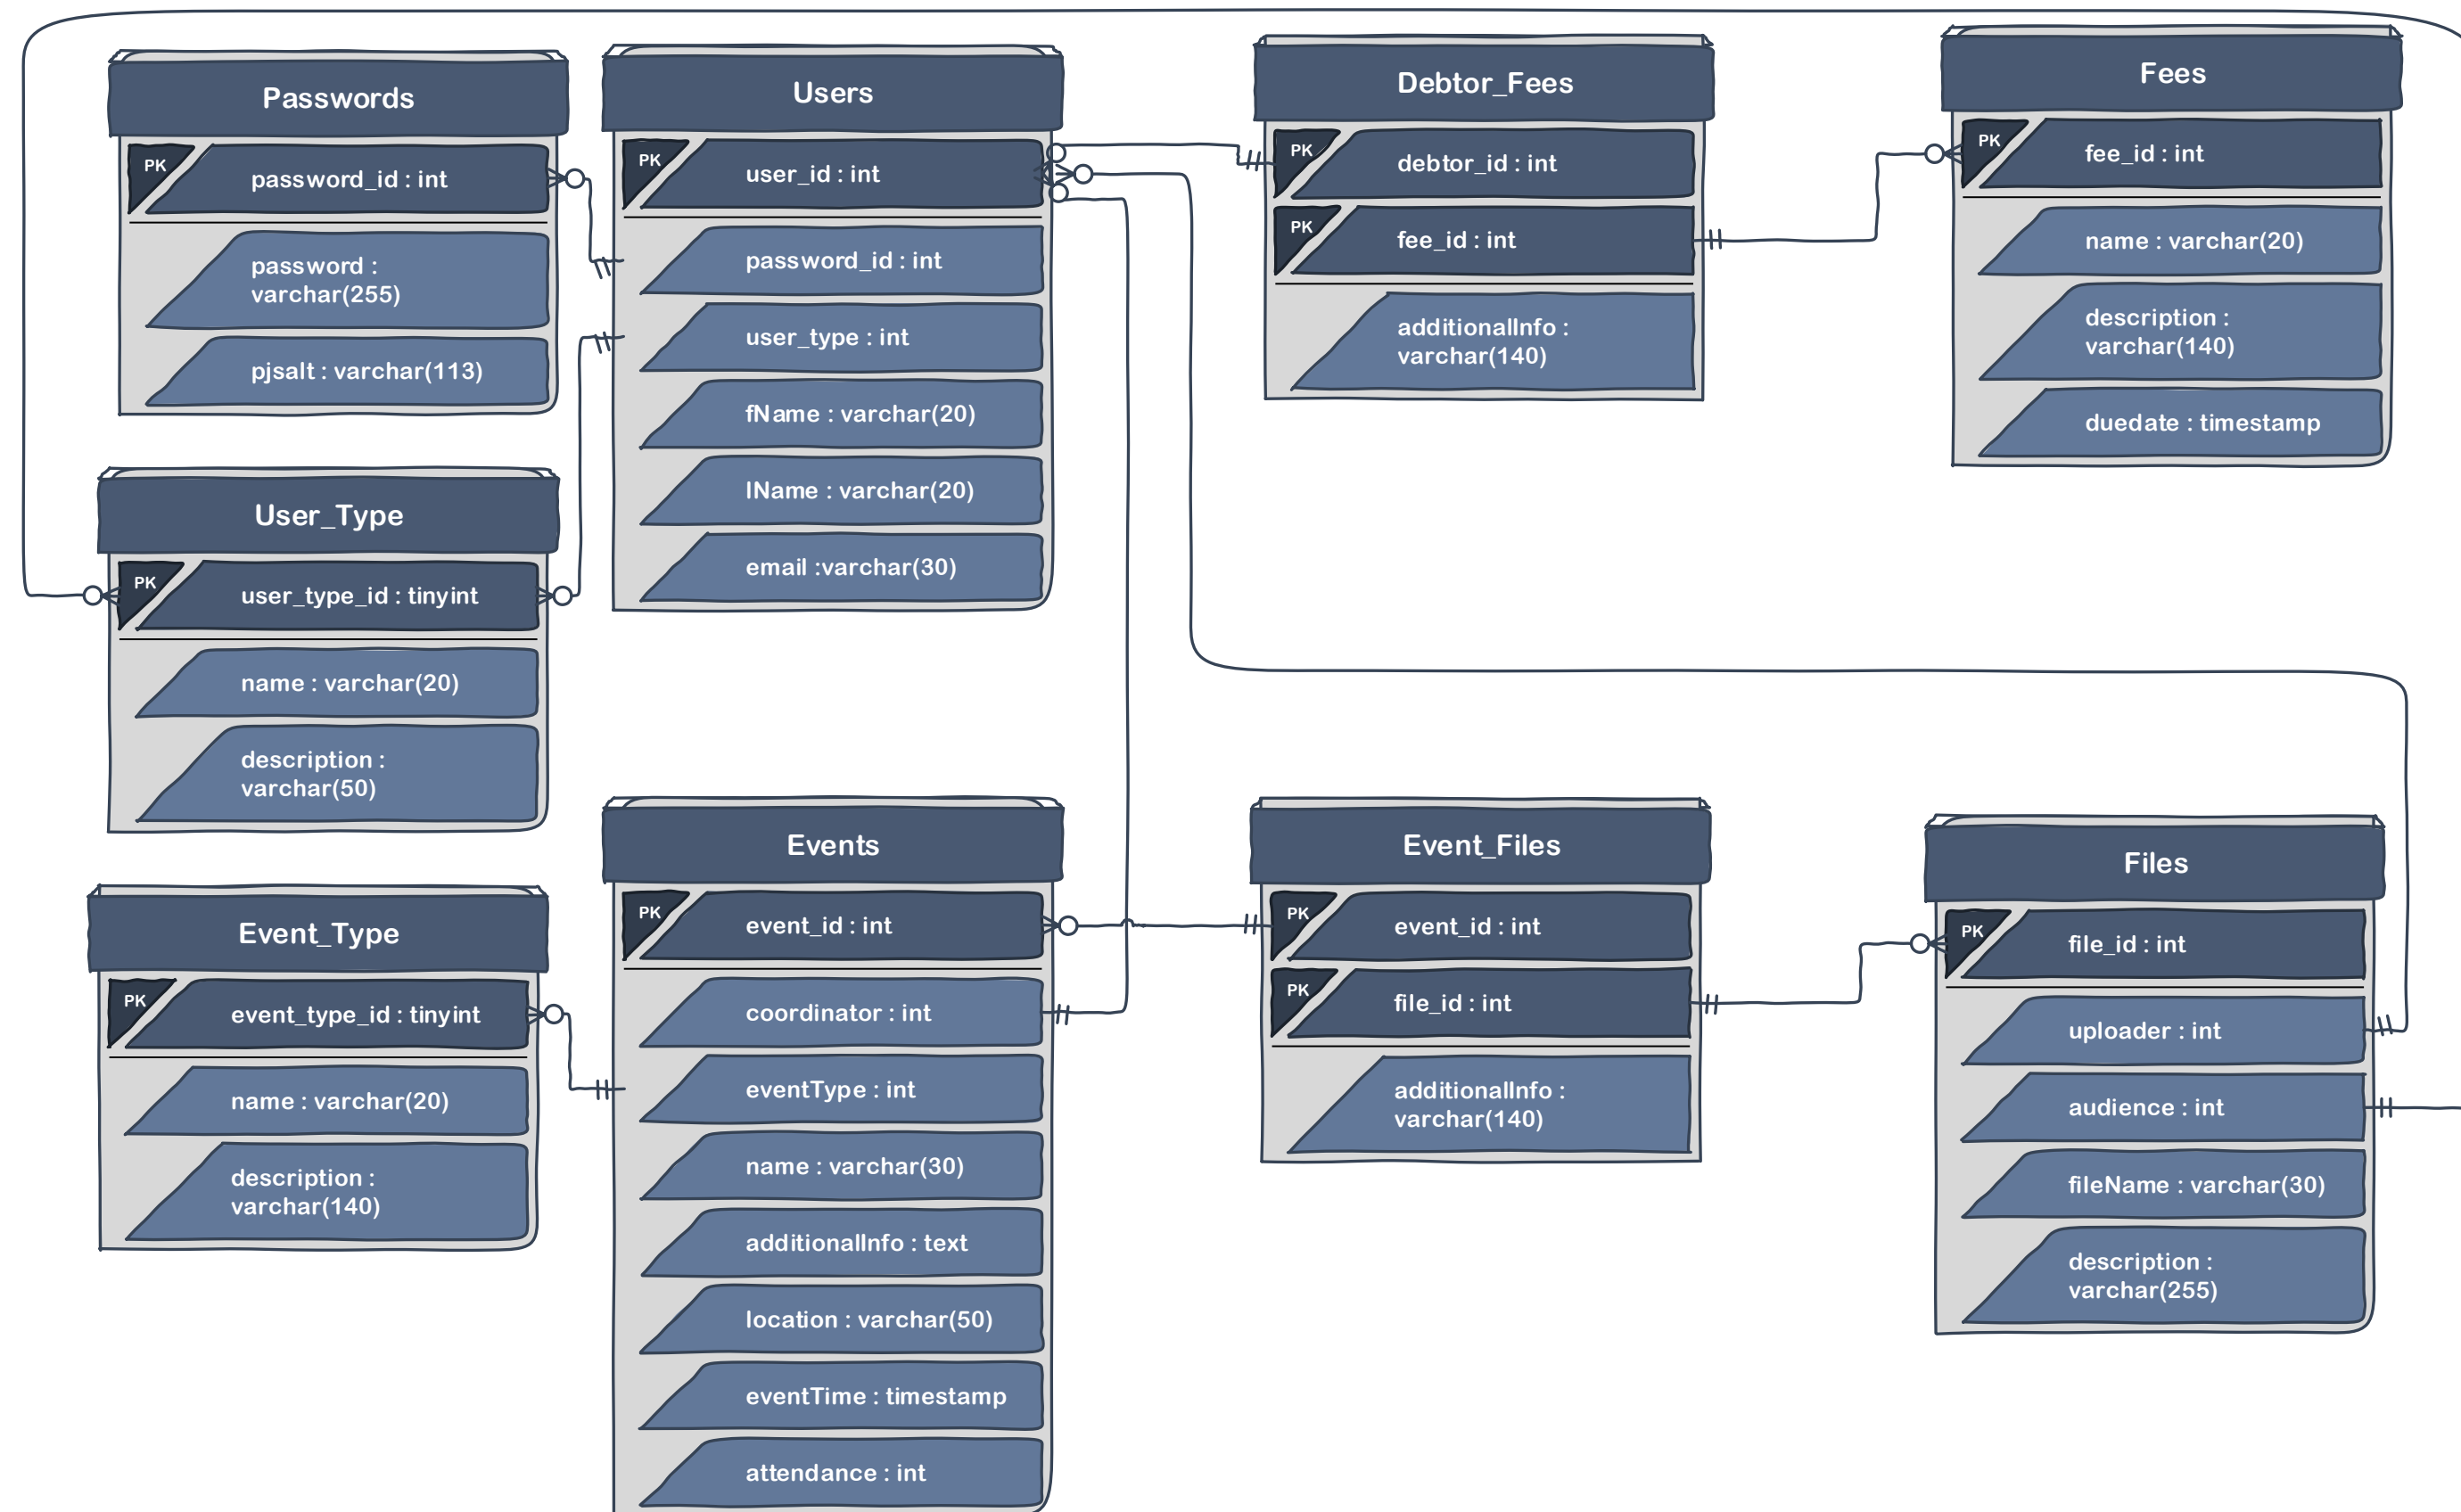 Passwords
PK
password_id : int
password :
varchar(255)
pjsalt : varchar(113)
Users
PK
user_id : int
password_id : int
user_type : int
fName : varchar(20)
lName : varchar(20)
email :varchar(30)
Debtor_Fees
PK
debtor_id : int
PK
fee_id : int
additionalInfo :
varchar(140)
Fees
PK
fee_id : int
name : varchar(20)
description :
varchar(140)
duedate : timestamp
User_Type
PK
user_type_id : tinyint
name : varchar(20)
description :
varchar(50)
Event_Type
PK
event_type_id : tinyint
name : varchar(20)
description :
varchar(140)
Events
PK
event_id : int
coordinator : int
eventType : int
name : varchar(30)
additionalInfo : text
location : varchar(50)
eventTime : timestamp
attendance : int
Event_Files
PK
event_id : int
PK
file_id : int
additionalInfo :
varchar(140)
Files
PK
file_id : int
uploader : int
audience : int
fileName : varchar(30)
description :
varchar(255)